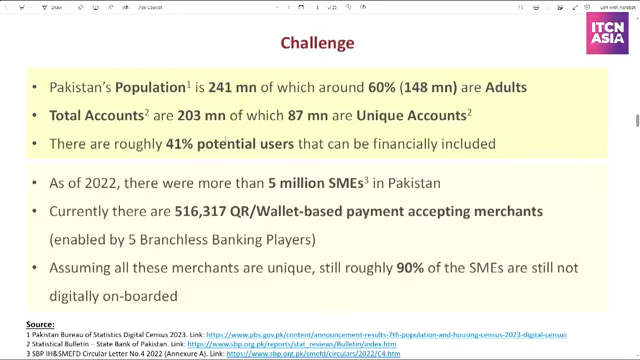 Challenge
ITCN
ASIA
• Pakistan's Population1 is 241 mn of which around 60% (148 mn) are Adults
• Total Accounts2 are 203 mn of which 87 mn are Unique Accounts2
• There are roughly 41% potential users that can be financially included
• As of 2022, there were more than 5 million SMEs3 in Pakistan
• Currently there are 516,317 QR/Wallet-based payment accepting merchants
(enabled by 5 Branchless Banking Players)
• Assuming all these merchants are unique, still roughly 90% of the SMEs are still not
digitally on-boarded
Source:
1 Pakistan Bureau of Statistics Digital Census 2023. Link: https://www.pbs.gov.pk/content/announcement-results-7th-population-and-housing-census-2023-digital-census
2 Statistical Bulletin – State Bank of Pakistan. Link: https://www.sbp.org.pk/reports/stat_reviews/Bulletin/index.htm
3 SBP IH&SMEFD Circular Letter No.4 2022 (Annexure A). Link: https://www.sbp.org.pk/smefd/circulars/2022/C4.htm